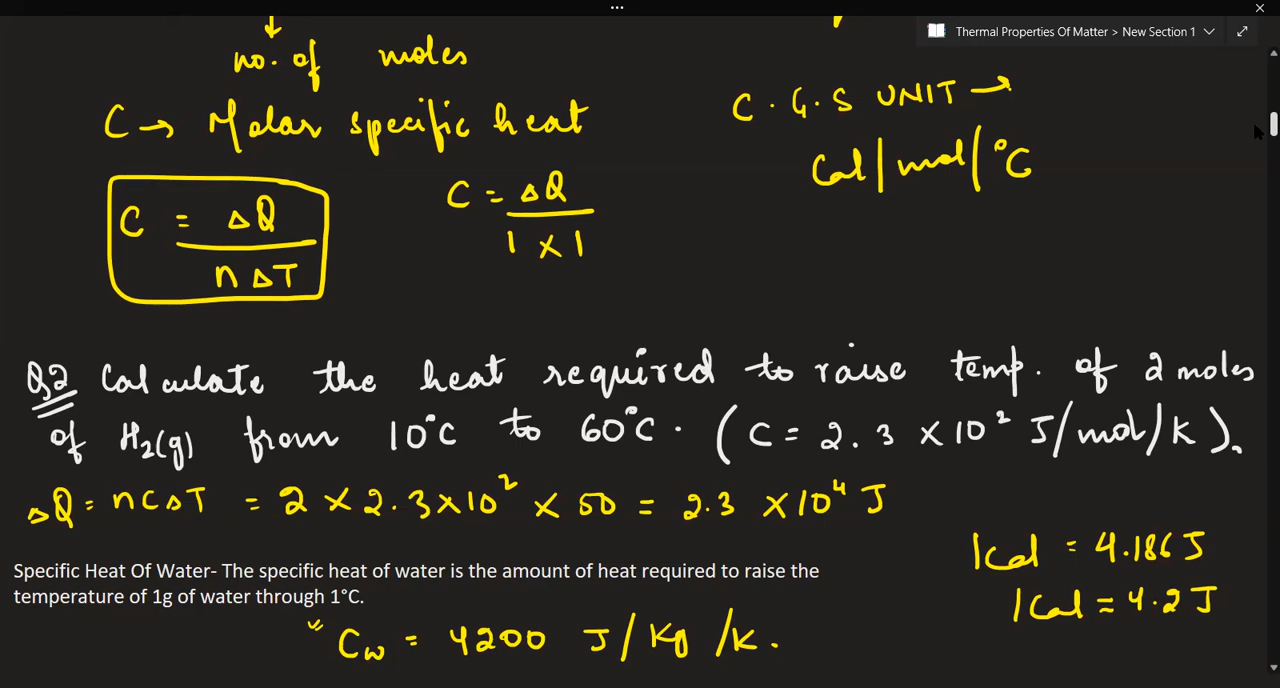 Thermal Properties Of Matter > New Section 1
no. of moles
C → Molar specific heat
C = ΔQ / nΔT
C = ΔQ / 1 × 1
C.G.S UNIT →
Cal/mol/°C
Q2 Calculate the heat required to raise temp. of 2 moles
of H₂(g) from 10°C to 60°C. (C = 2.3 × 10² J/mol/K).
ΔQ = nCΔT = 2 × 2.3 × 10² × 50 = 2.3 × 10⁴ J
1Cal = 4.186 J
1Cal = 4.2 J
Specific Heat Of Water- The specific heat of water is the amount of heat required to raise the
temperature of 1g of water through 1°C.
Cw = 4200 J/Kg/K.